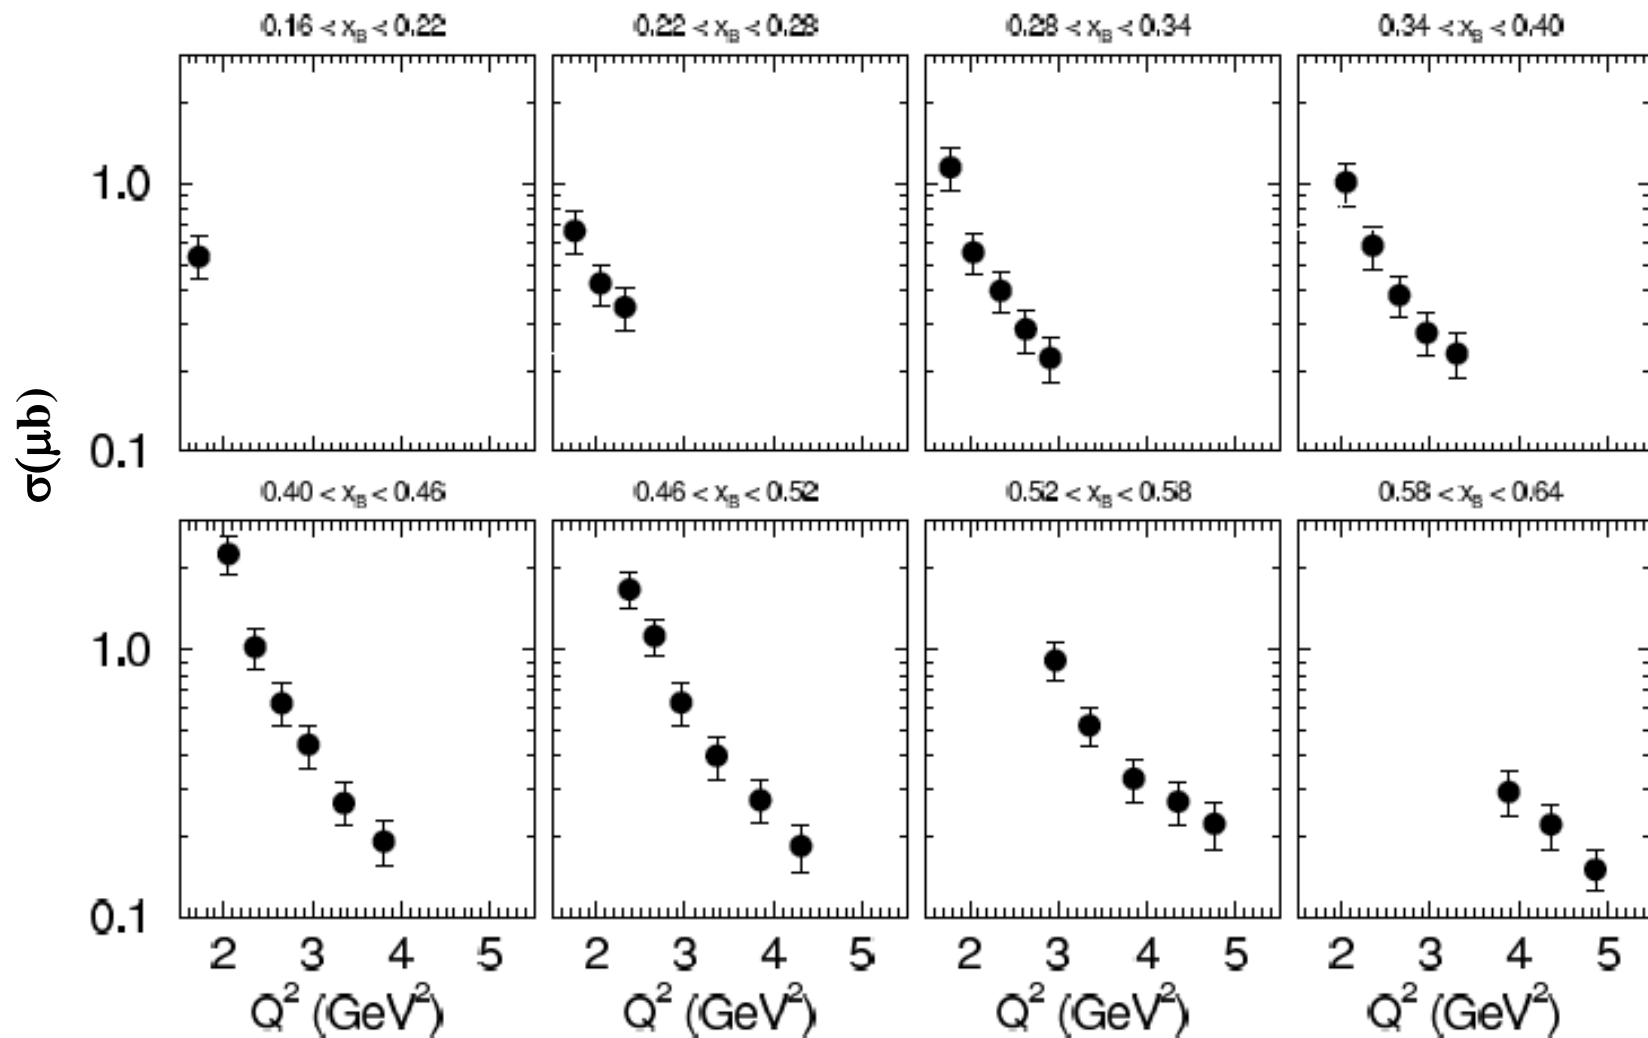 0.16 < x_B < 0.22
0.22 < x_B < 0.28
0.28 < x_B < 0.34
0.34 < x_B < 0.40
1.0
0.1
σ(μb)
0.40 < x_B < 0.46
0.46 < x_B < 0.52
0.52 < x_B < 0.58
0.58 < x_B < 0.64
1.0
0.1
2 3 4 5
2 3 4 5
2 3 4 5
2 3 4 5
Q² (GeV²)
Q² (GeV²)
Q² (GeV²)
Q² (GeV²)